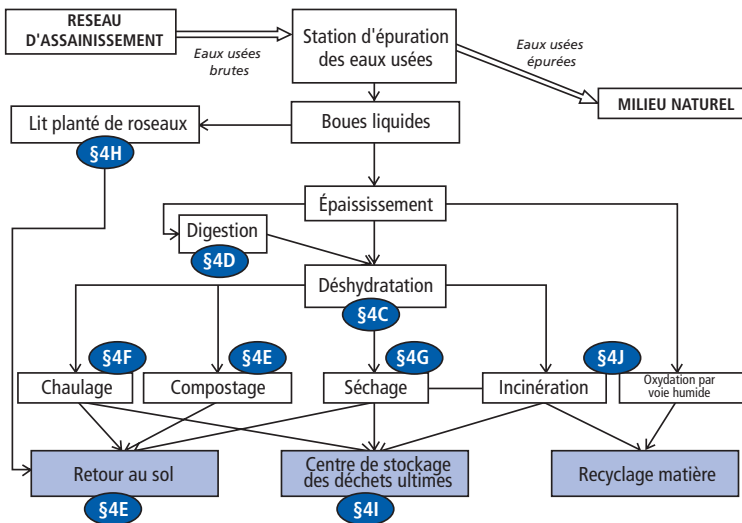 RESEAU
D'ASSAINISSEMENT
Eaux usées
brutes
Station d'épuration
des eaux usées
Eaux usées
épurées
MILIEU NATUREL
Lit planté de roseaux
§4H
Boues liquides
Épaississement
Digestion
§4D
Déshydratation
§4C
§4F
§4E
§4G
§4J
Chaulage
Compostage
Séchage
Incinération
Oxydation par
voie humide
Retour au sol
§4E
Centre de stockage
des déchets ultimes
§4I
Recyclage matière